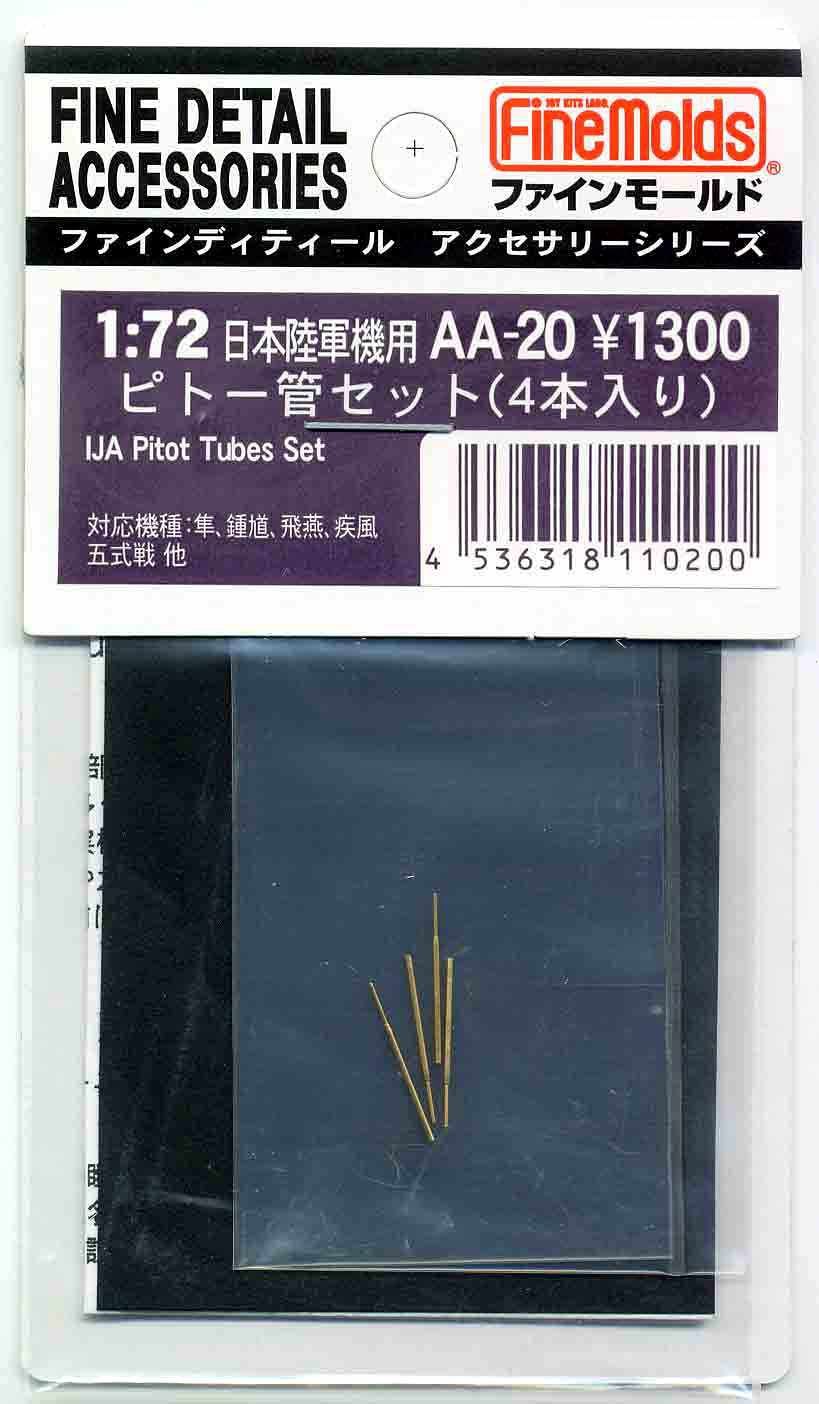 FINE DETAIL
ACCESSORIES
1ST KITS LABO.
FineMolds®
ファインモールド
ファインディティール アクセサリーシリーズ
1:72 日本陸軍機用 AA-20 ¥1300
ピトー管セット(4本入り)
IJA Pitot Tubes Set
対応機種:隼、鍾馗、飛燕、疾風
五式戦 他
4 536318 110200